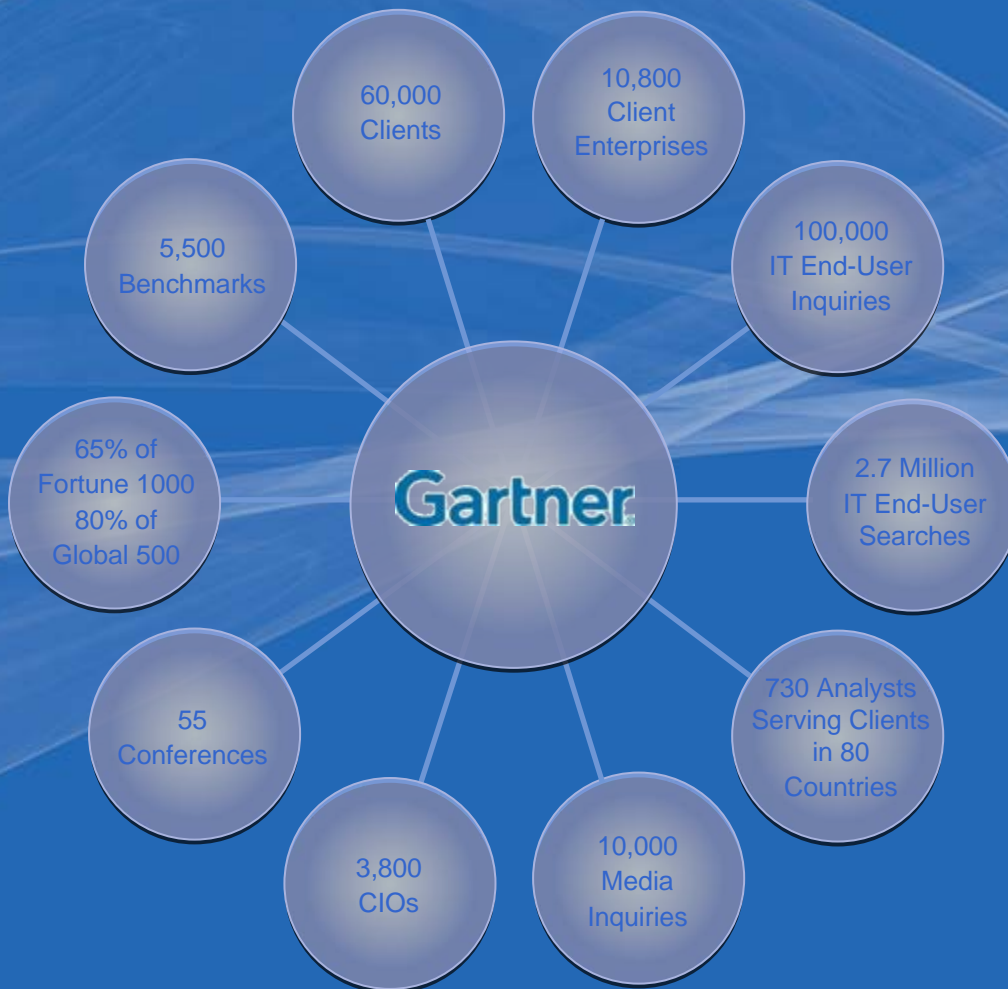 60,000
Clients
10,800
Client
Enterprises
5,500
Benchmarks
100,000
IT End-User
Inquiries
65% of
Fortune 1000
80% of
Global 500
Gartner
2.7 Million
IT End-User
Searches
55
Conferences
730 Analysts
Serving Clients
in 80
Countries
3,800
CIOs
10,000
Media
Inquiries